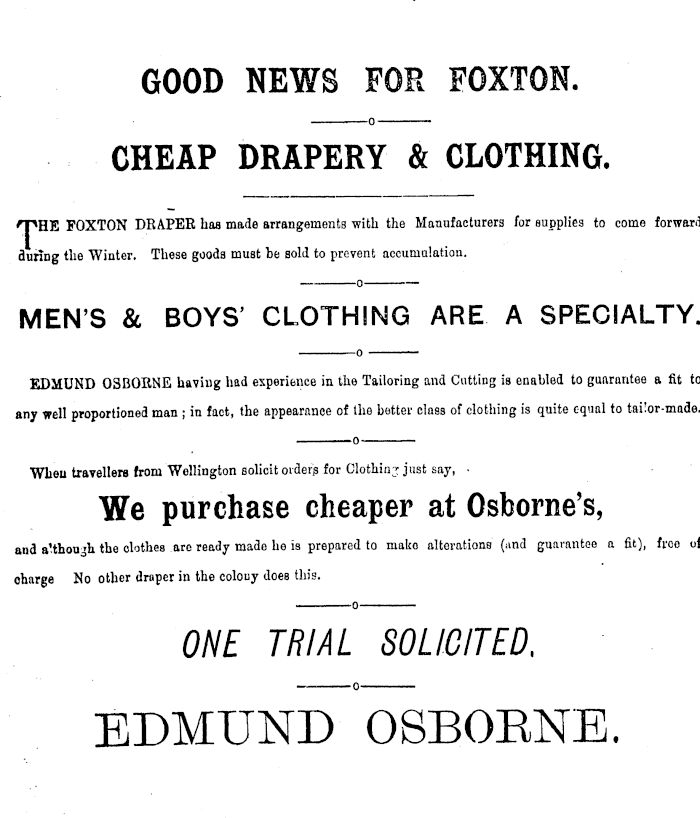 GOOD NEWS FOR FOXTON.
CHEAP DRAPERY & CLOTHING.
THE FOXTON DRAPER has made arrangements with the Manufacturers for supplies to come forward
during the Winter. These goods must be sold to prevent accumulation.
MEN'S & BOYS' CLOTHING ARE A SPECIALTY.
EDMUND OSBORNE having had experience in the Tailoring and Cutting is enabled to guarantee a fit to
any well proportioned man ; in fact, the appearance of the better class of clothing is quite equal to tailor-made.
When travellers from Wellington solicit orders for Clothing just say,
We purchase cheaper at Osborne's,
and although the clothes are ready made he is prepared to make alterations (and guarantee a fit), free of
charge No other draper in the colony does this.
ONE TRIAL SOLICITED,
EDMUND OSBORNE.